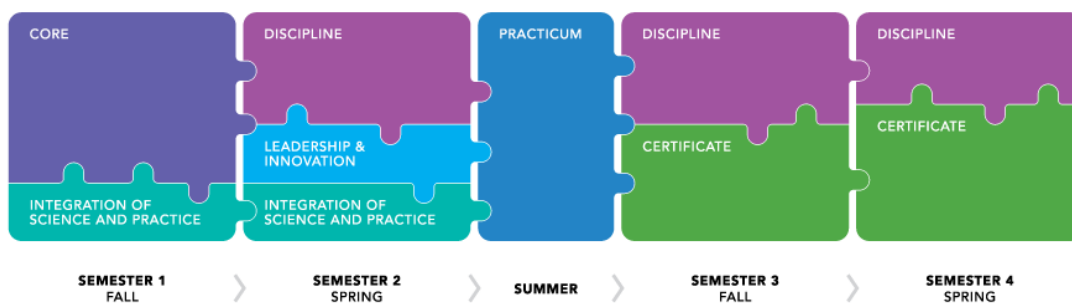 CORE
INTEGRATION OF
SCIENCE AND PRACTICE
DISCIPLINE
LEADERSHIP &
INNOVATION
INTEGRATION OF
SCIENCE AND PRACTICE
PRACTICUM
DISCIPLINE
CERTIFICATE
DISCIPLINE
CERTIFICATE
SEMESTER 1
FALL
SEMESTER 2
SPRING
SUMMER
SEMESTER 3
FALL
SEMESTER 4
SPRING